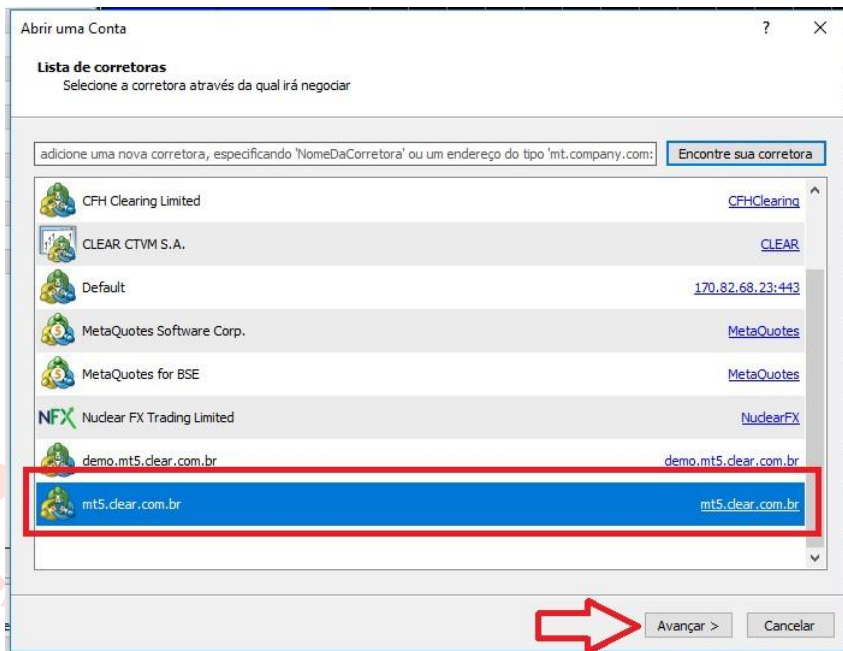 Abrir uma Conta
?
Lista de corretoras
Selecione a corretora através da qual irá negociar
adicione uma nova corretora, especificando 'NomeDaCorretora' ou um endereço do tipo 'mt.company.com:
Encontre sua corretora
CFH Clearing Limited
CFHClearing
CLEAR CTVM S.A.
CLEAR
Default
170.82.68.23:443
MetaQuotes Software Corp.
MetaQuotes
MetaQuotes for BSE
MetaQuotes
NFX Nuclear FX Trading Limited
NuclearFX
demo.mt5.clear.com.br
demo.mt5.clear.com.br
mt5.clear.com.br
mt5.clear.com.br
Avançar >
Cancelar